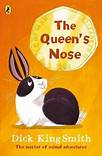 The
Queen's
Nose
Dick King-Smith
The master of animal adventures